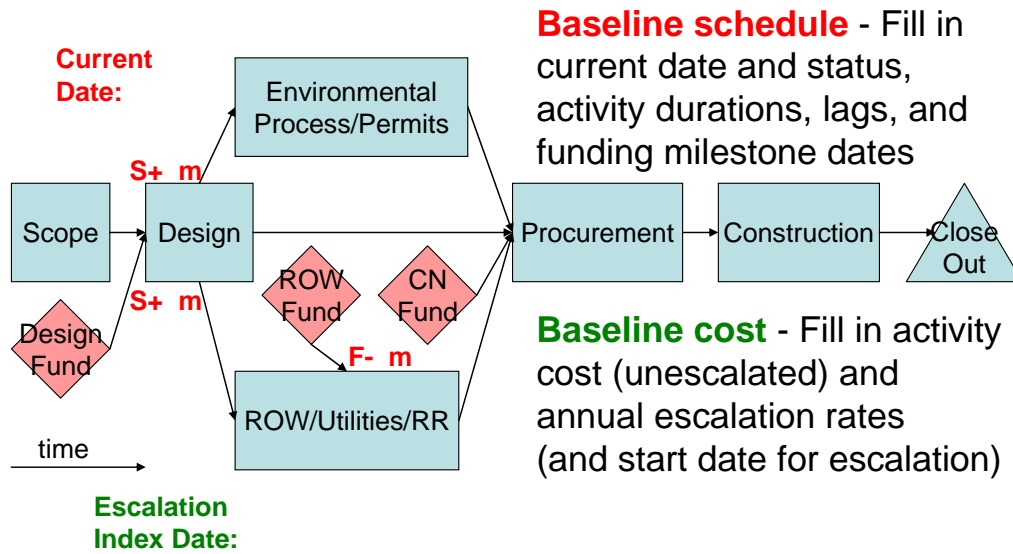 Current
Date:
Environmental
Process/Permits
Baseline schedule - Fill in
current date and status,
activity durations, lags, and
funding milestone dates
S+ m
Scope
Design
Procurement
Construction
Close
Out
S+ m
ROW
Fund
CN
Fund
Design
Fund
F- m
ROW/Utilities/RR
Baseline cost - Fill in activity
cost (unescalated) and
annual escalation rates
(and start date for escalation)
time
Escalation
Index Date: